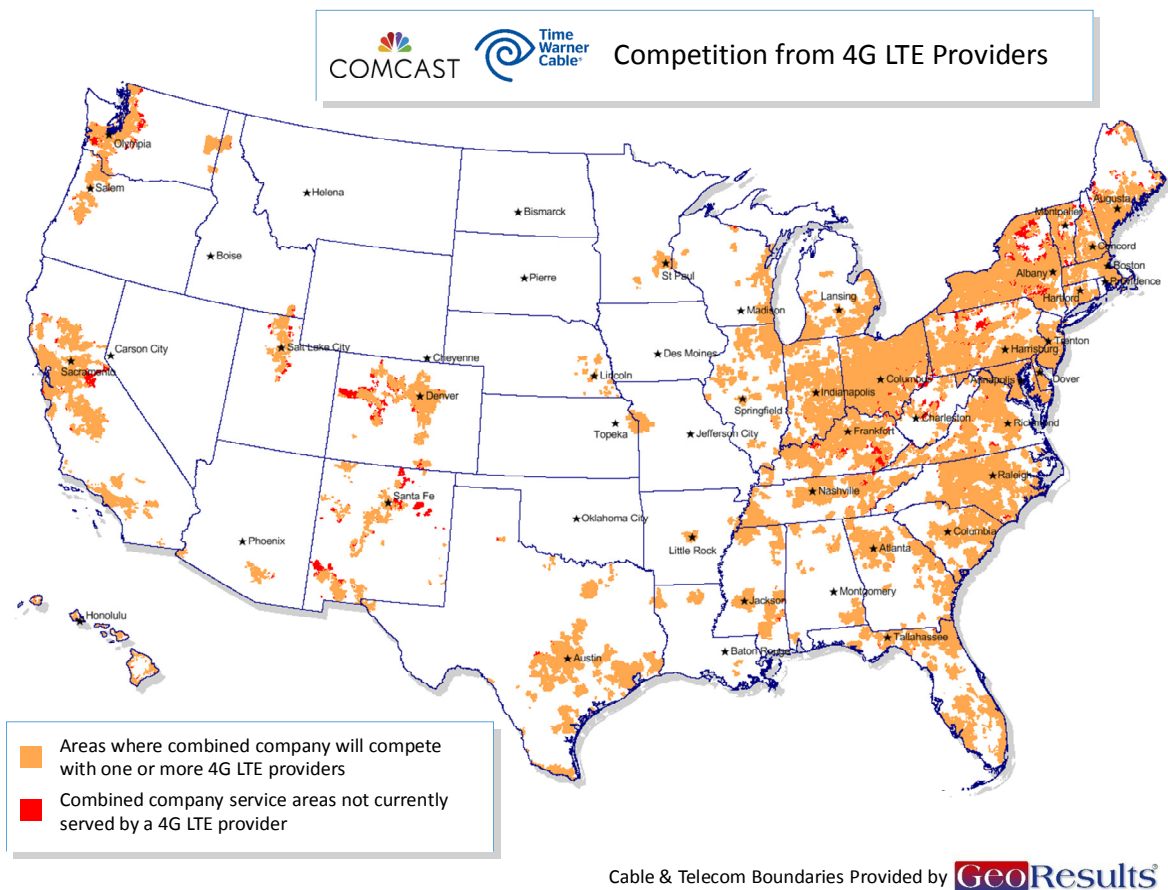 COMCAST
Time
Warner
Cable®
Competition from 4G LTE Providers
Olympia
Salem
Helena
Bismarck
Boise
Pierre
St Paul
Augusta
Montpelier
Concord
Boston
Providence
Albany
Hartford
Lansing
Madison
Carson City
Sacramento
Salt Lake City
Cheyenne
Denver
Des Moines
Lincoln
Trenton
Harrisburg
Columbus
Annapolis
Dover
Indianapolis
Springfield
Topeka
Jefferson City
Frankfort
Charleston
Richmond
Raleigh
Nashville
Santa Fe
Oklahoma City
Phoenix
Little Rock
Columbia
Atlanta
Jackson
Montgomery
Honolulu
Austin
Baton Rouge
Tallahassee
Areas where combined company will compete
with one or more 4G LTE providers
Combined company service areas not currently
served by a 4G LTE provider
Cable & Telecom Boundaries Provided by GeoResults®